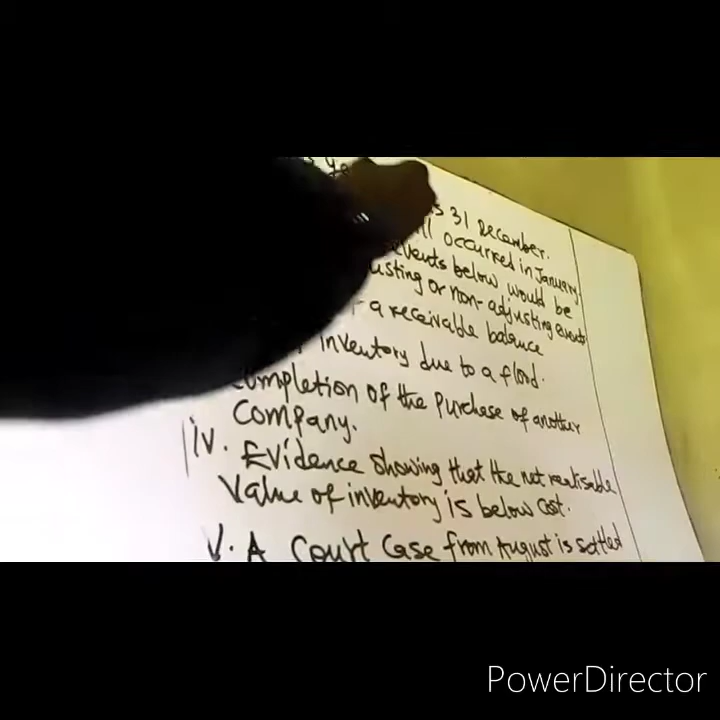 s 31 December.
ll occurred in January
events below would be
usting or non-adjusting events
a receivable balance
inventory due to a flood.
completion of the purchase of another
company.
iv. Evidence showing that the net realisable
value of inventory is below cost.
V. A Court Case from August is settled
PowerDirector